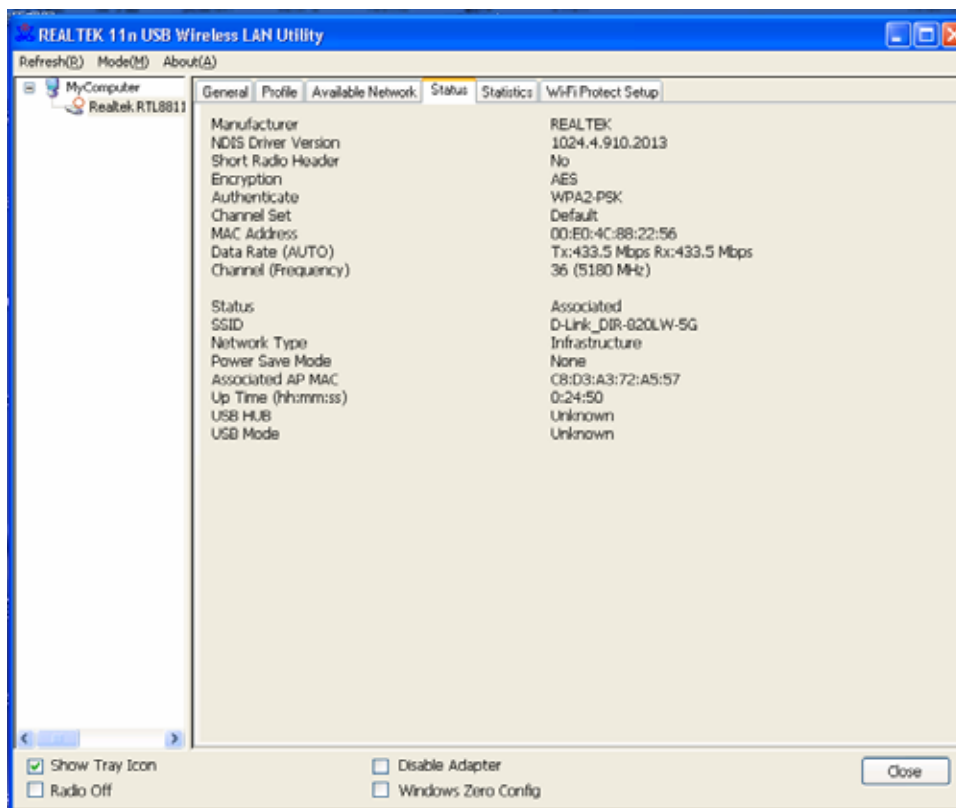 REALTEK 11n USB Wireless LAN Utility
Refresh(R) Mode(M) About(A)
MyComputer
Realtek RTL8811
General Profile Available Network Status Statistics Wi-Fi Protect Setup
Manufacturer REALTEK
NDIS Driver Version 1024.4.910.2013
Short Radio Header No
Encryption AES
Authenticate WPA2-PSK
Channel Set Default
MAC Address 00:E0:4C:88:22:56
Data Rate (AUTO) Tx:433.5 Mbps Rx:433.5 Mbps
Channel (Frequency) 36 (5180 MHz)
Status Associated
SSID D-Link_DIR-820LW-5G
Network Type Infrastructure
Power Save Mode None
Associated AP MAC C8:D3:A3:72:A5:57
Up Time (hh:mm:ss) 0:24:50
USB HUB Unknown
USB Mode Unknown
Show Tray Icon Disable Adapter
Radio Off Windows Zero Config
Close